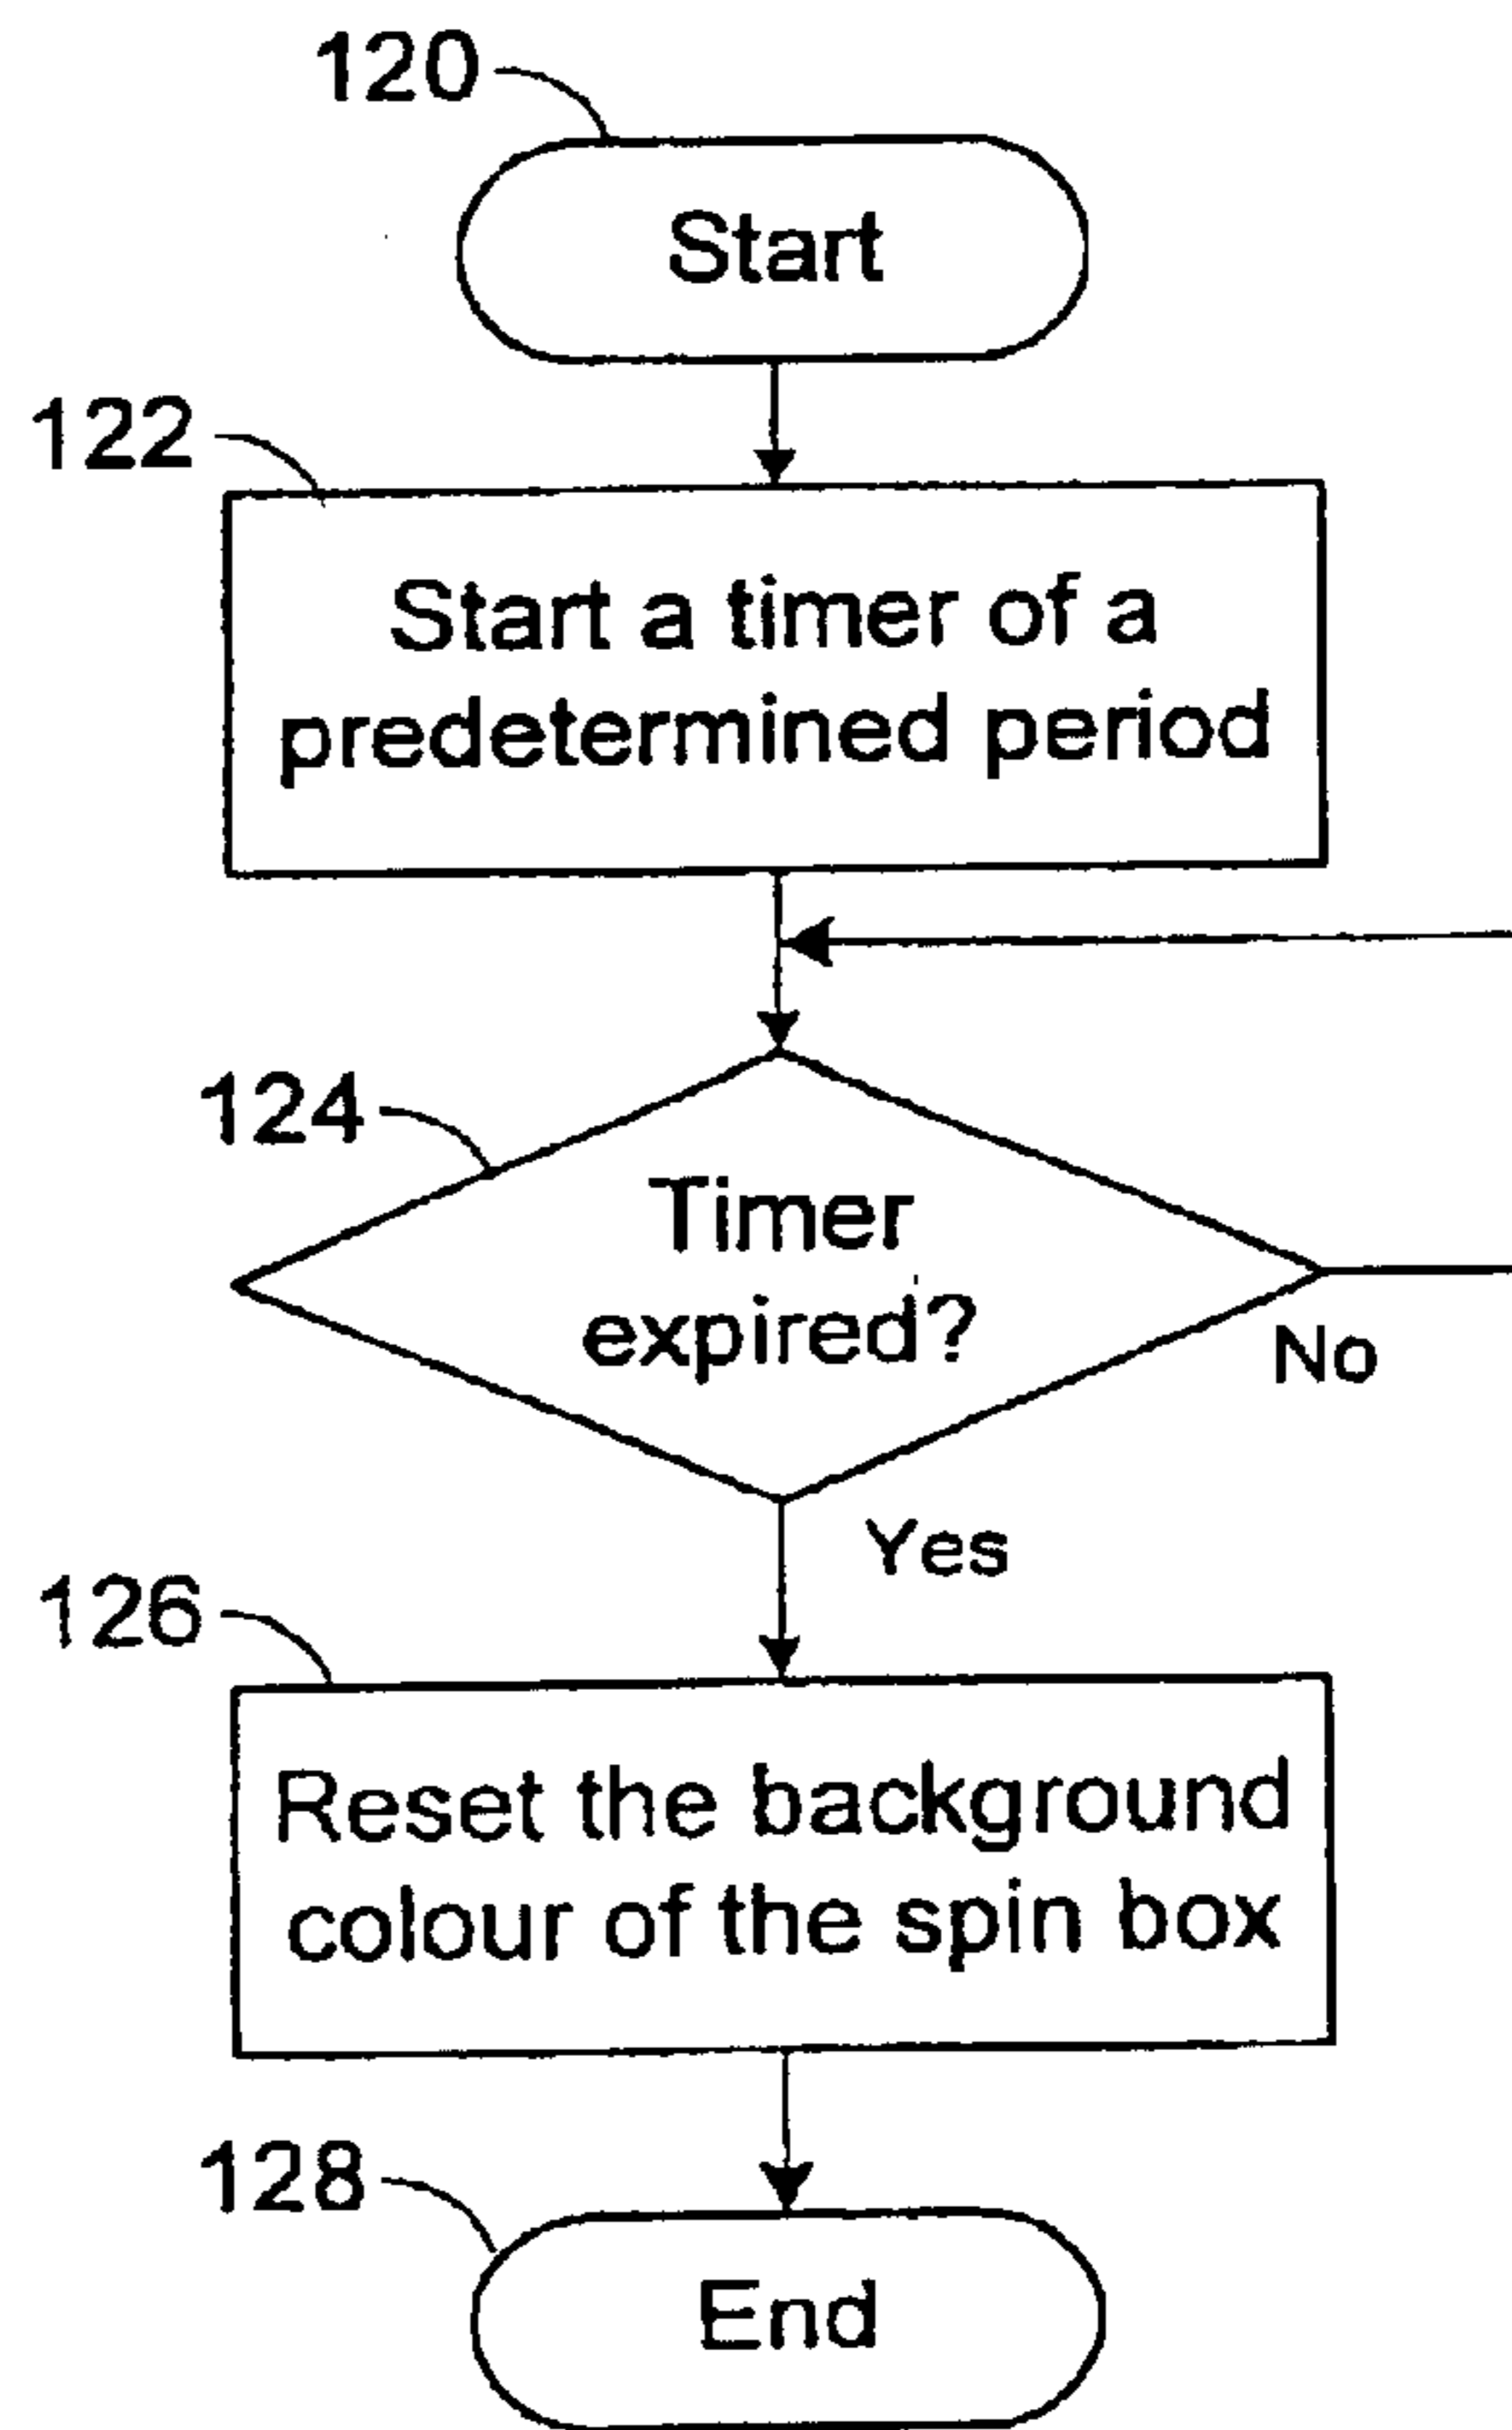 120
Start
122
Start a timer of a
predetermined period
124
Timer
expired?
No
Yes
126
Reset the background
colour of the spin box
128
End